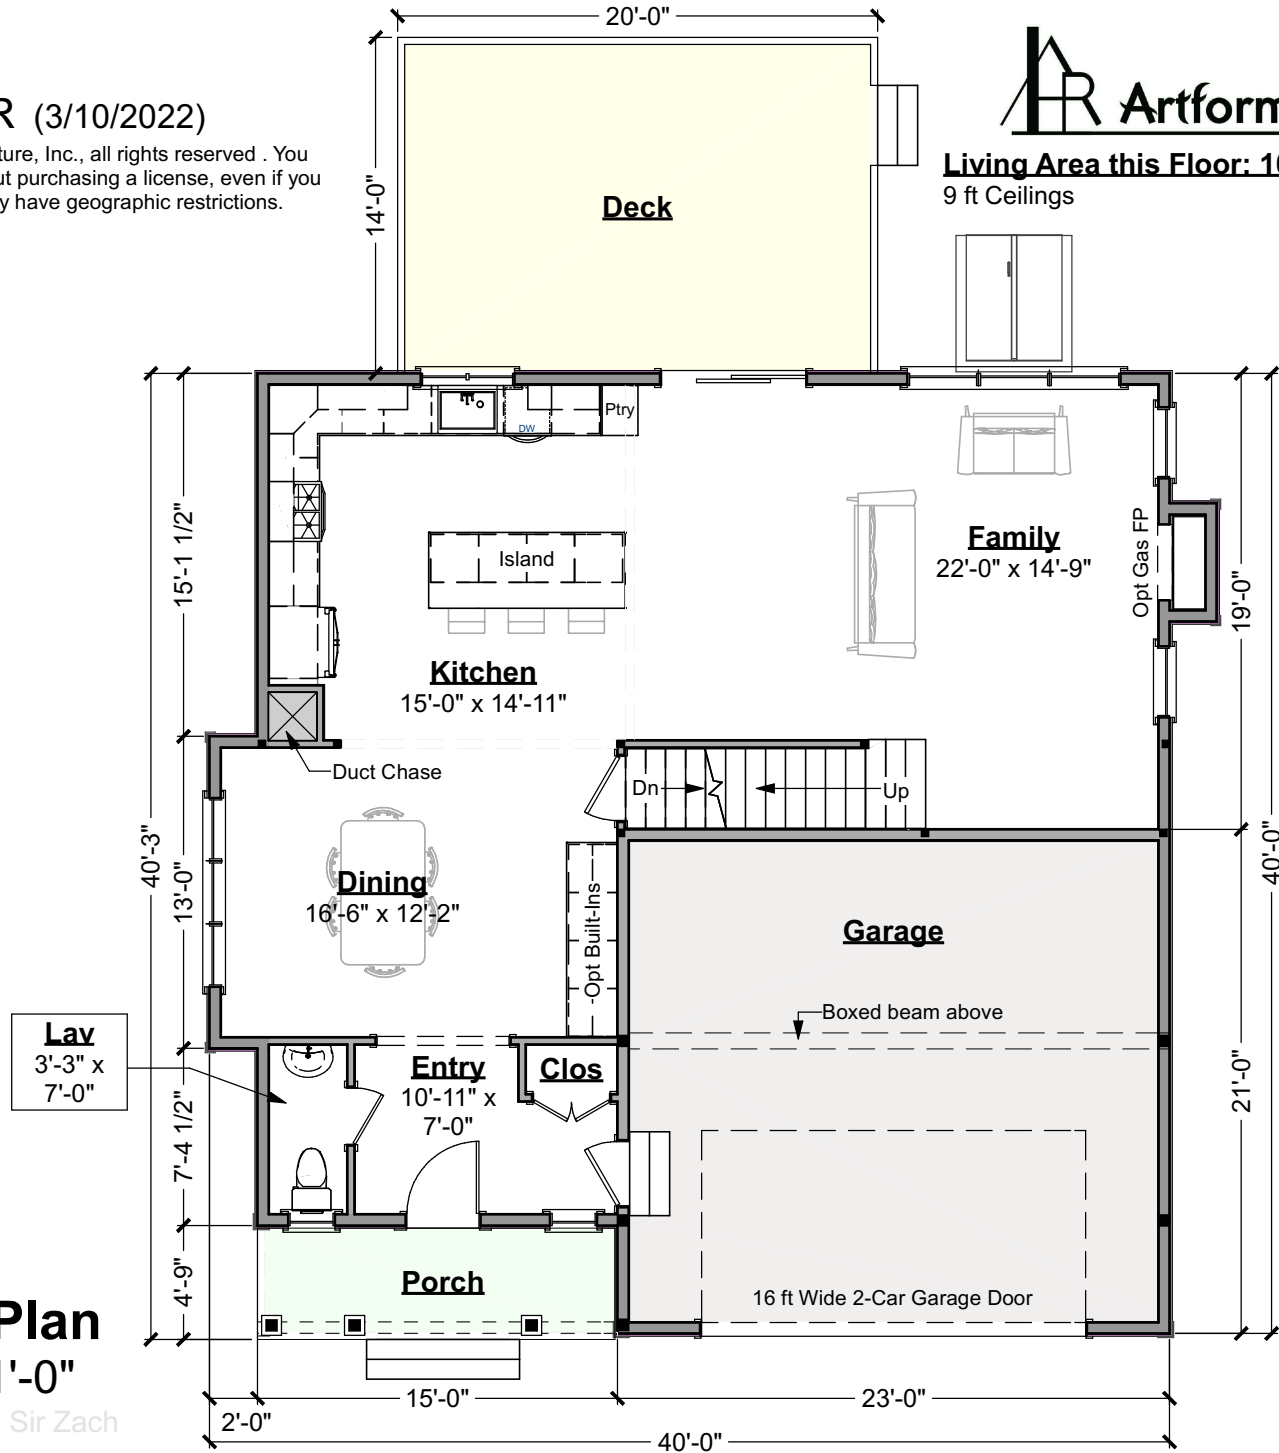 20'-0"
R (3/10/2022)
ture, Inc., all rights reserved . You
ut purchasing a license, even if you
y have geographic restrictions.
AHR Artform
Living Area this Floor: 10
9 ft Ceilings
14'-0"
Deck
Ptry
DW
15'-1 1/2"
Island
Family
22'-0" x 14'-9"
Opt Gas FP
19'-0"
Kitchen
15'-0" x 14'-11"
Duct Chase
Dn
Up
40'-3"
13'-0"
Dining
16'-6" x 12'-2"
Opt Built-Ins
Garage
40'-0"
Boxed beam above
Lav
3'-3" x
7'-0"
Entry
10'-11" x
7'-0"
Clos
7'-4 1/2"
21'-0"
4'-9"
Porch
16 ft Wide 2-Car Garage Door
Plan
1'-0"
Sir Zach
2'-0"
15'-0"
23'-0"
40'-0"